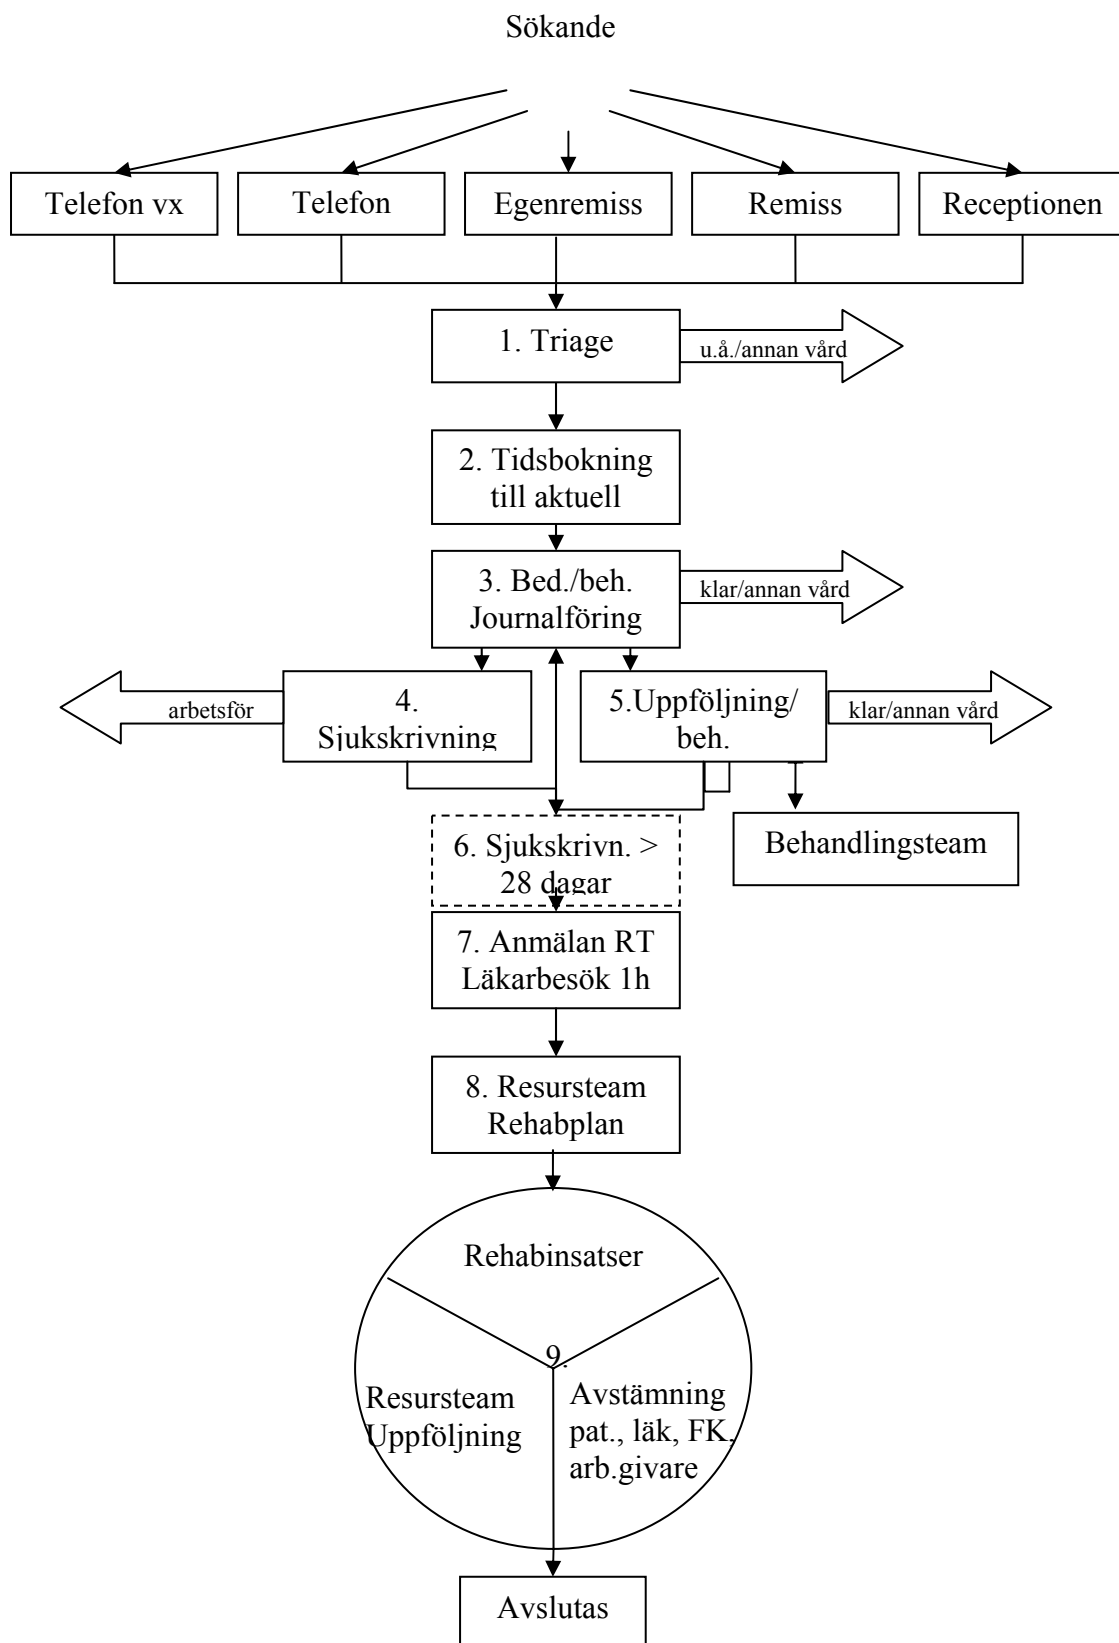 Sökande
Telefon vx
Telefon
Egenremiss
Remiss
Receptionen
1. Triage
u.å./annan vård
2. Tidsbokning
till aktuell
3. Bed./beh.
Journalföring
klar/annan vård
arbetsför
4.
Sjukskrivning
5.Uppföljning/
beh.
klar/annan vård
6. Sjukskrivn. >
28 dagar
Behandlingsteam
7. Anmälan RT
Läkarbesök 1h
8. Resursteam
Rehabplan
Rehabinsatser
9.
Resursteam
Uppföljning
Avstämning
pat., läk, FK,
arb.givare
Avslutas